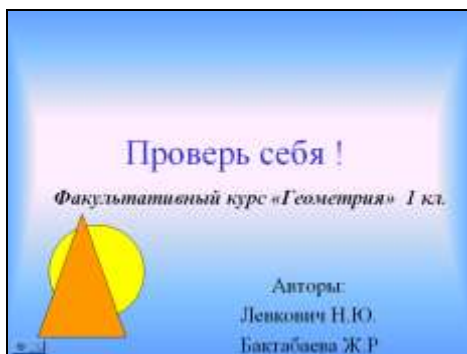 Проверь себя !
Факультативный курс «Геометрия» 1 кл.
Авторы:
Левкович Н.Ю.
Бактабаева Ж.Р